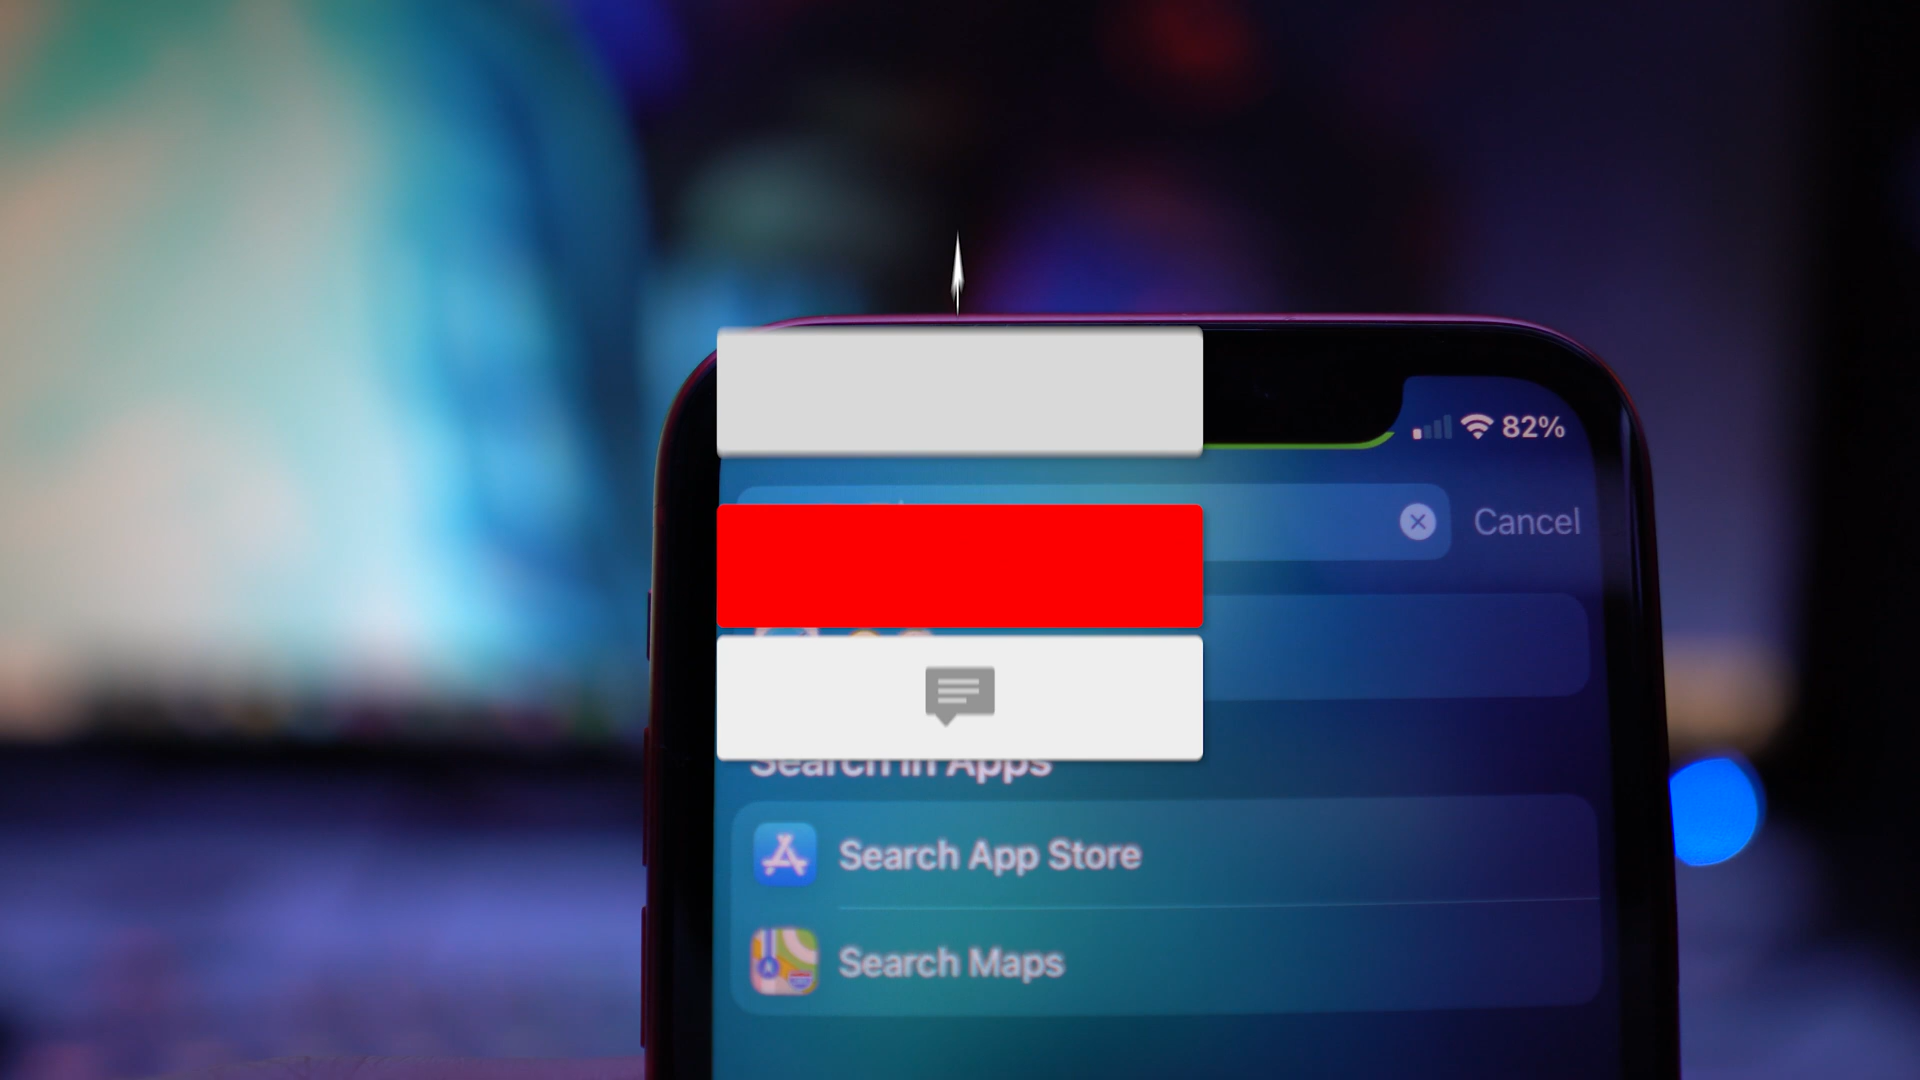 82%
Cancel
Search in Apps
Search App Store
Search Maps